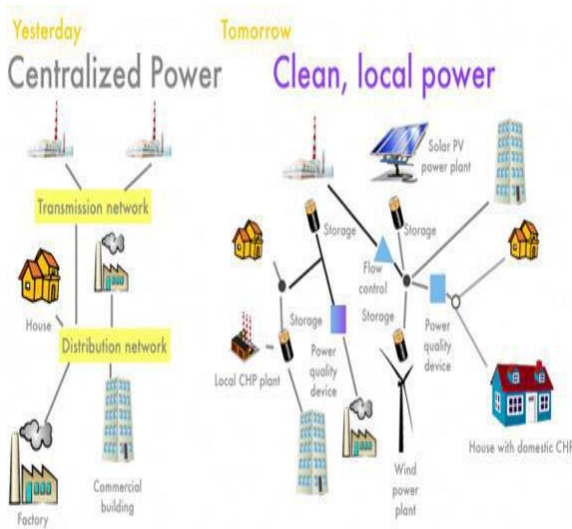 Yesterday
Centralized Power
Transmission network
House
Distribution network
Commercial
building
Factory
Tomorrow
Clean, local power
Solar PV
power plant
Storage
Storage
Flow
control
Storage
Storage
Local CHP plant
Power
quality
device
Power
quality
device
Wind
power
plant
House with domestic CHP